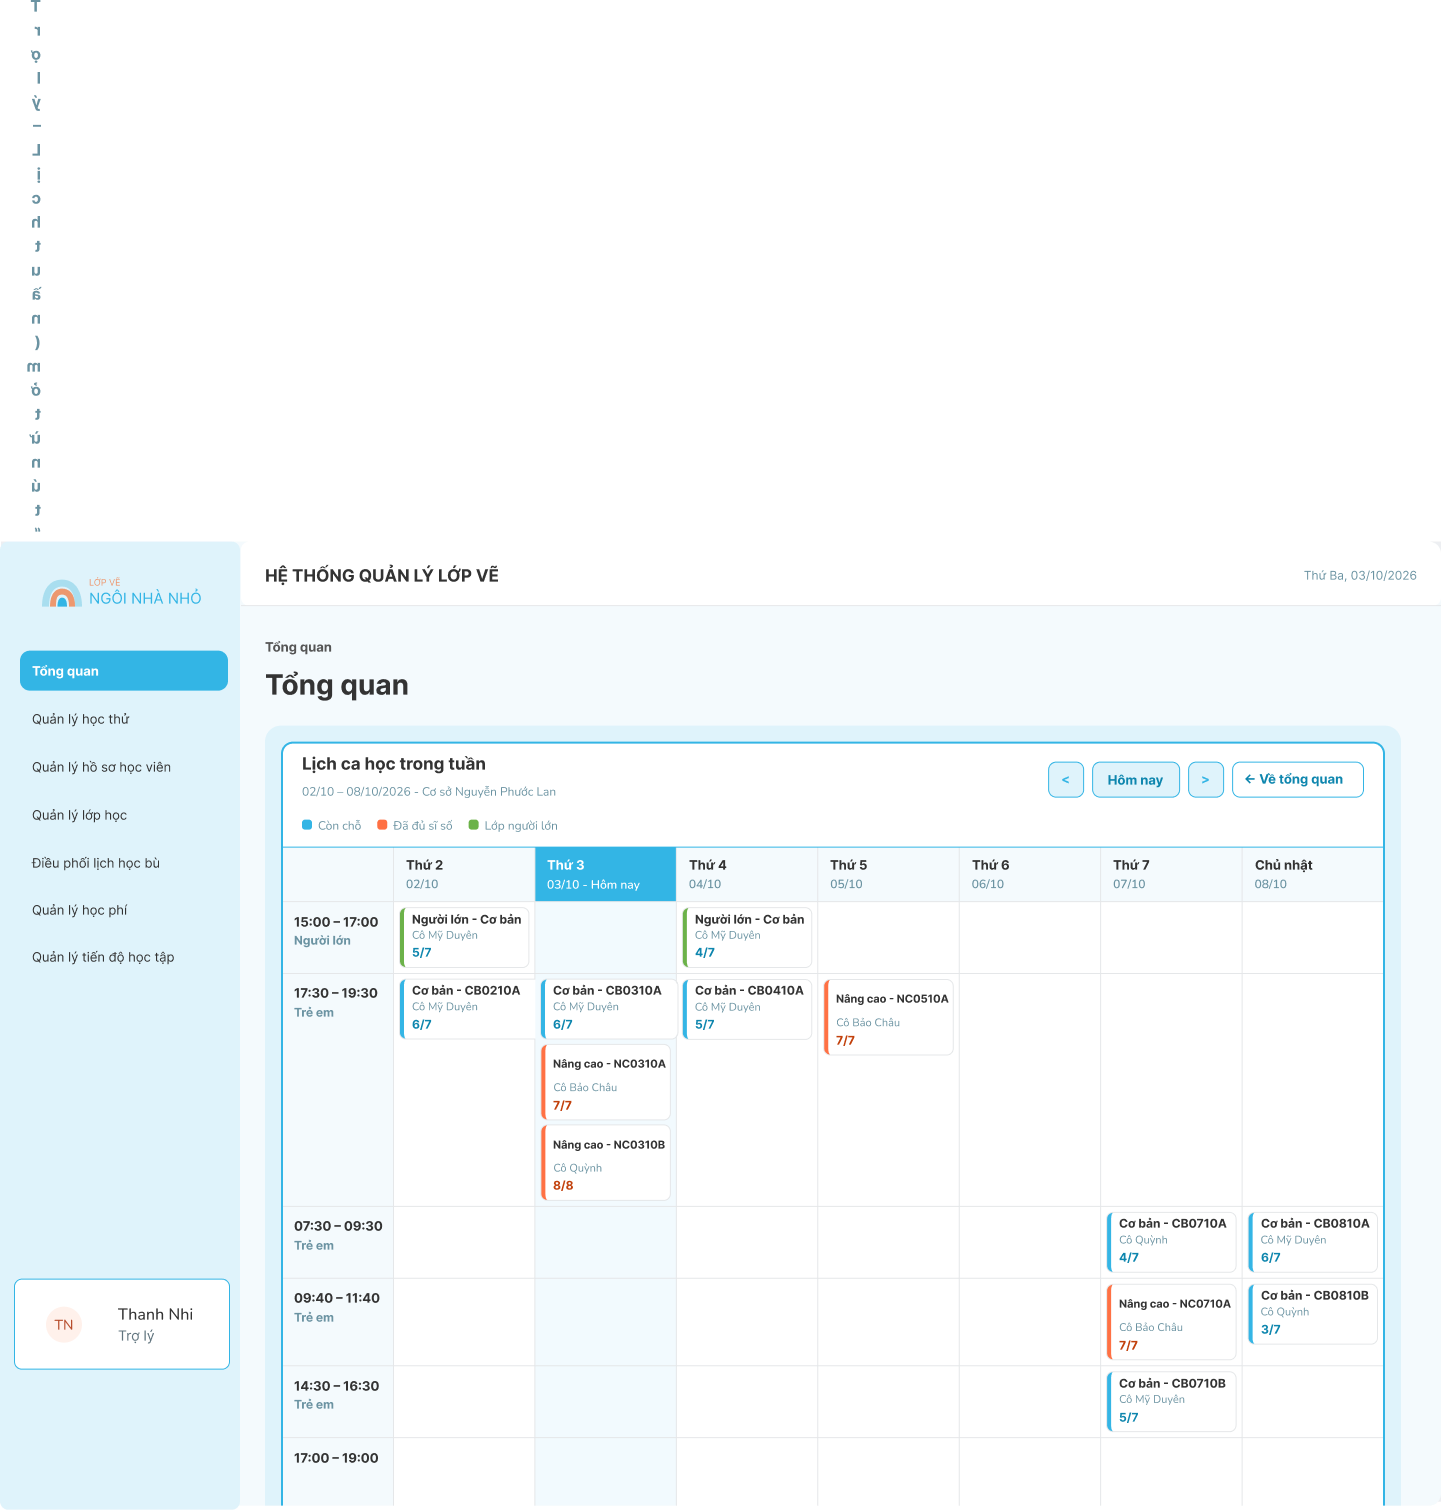 Trợ lý – Lịch tuần (mở từ nút "
LỚP VẼ
NGÔI NHÀ NHỎ
Tổng quan
Quản lý học thử
Quản lý hồ sơ học viên
Quản lý lớp học
Điều phối lịch học bù
Quản lý học phí
Quản lý tiến độ học tập
TN
Thanh Nhi
Trợ lý
HỆ THỐNG QUẢN LÝ LỚP VẼ
Thứ Ba, 03/10/2026
Tổng quan
Tổng quan
Lịch ca học trong tuần
02/10 – 08/10/2026 - Cơ sở Nguyễn Phước Lan
<
Hôm nay
>
← Về tổng quan
Còn chỗ
Đã đủ sĩ số
Lớp người lớn
Thứ 2
02/10
Thứ 3
03/10 - Hôm nay
Thứ 4
04/10
Thứ 5
05/10
Thứ 6
06/10
Thứ 7
07/10
Chủ nhật
08/10
15:00 – 17:00
Người lớn
Người lớn - Cơ bản
Cô Mỹ Duyên
5/7
Người lớn - Cơ bản
Cô Mỹ Duyên
4/7
17:30 – 19:30
Trẻ em
Cơ bản - CB0210A
Cô Mỹ Duyên
6/7
Cơ bản - CB0310A
Cô Mỹ Duyên
6/7
Nâng cao - NC0310A
Cô Bảo Châu
7/7
Nâng cao - NC0310B
Cô Quỳnh
8/8
Cơ bản - CB0410A
Cô Mỹ Duyên
5/7
Nâng cao - NC0510A
Cô Bảo Châu
7/7
07:30 – 09:30
Trẻ em
Cơ bản - CB0710A
Cô Quỳnh
4/7
Cơ bản - CB0810A
Cô Mỹ Duyên
6/7
09:40 – 11:40
Trẻ em
Nâng cao - NC0710A
Cô Bảo Châu
7/7
Cơ bản - CB0810B
Cô Quỳnh
3/7
14:30 – 16:30
Trẻ em
Cơ bản - CB0710B
Cô Mỹ Duyên
5/7
17:00 – 19:00